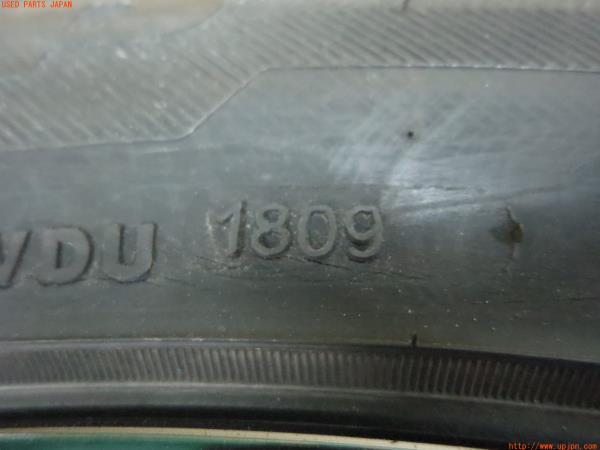 USED PARTS JAPAN
VDU 1809
http://www.upjpn.com/